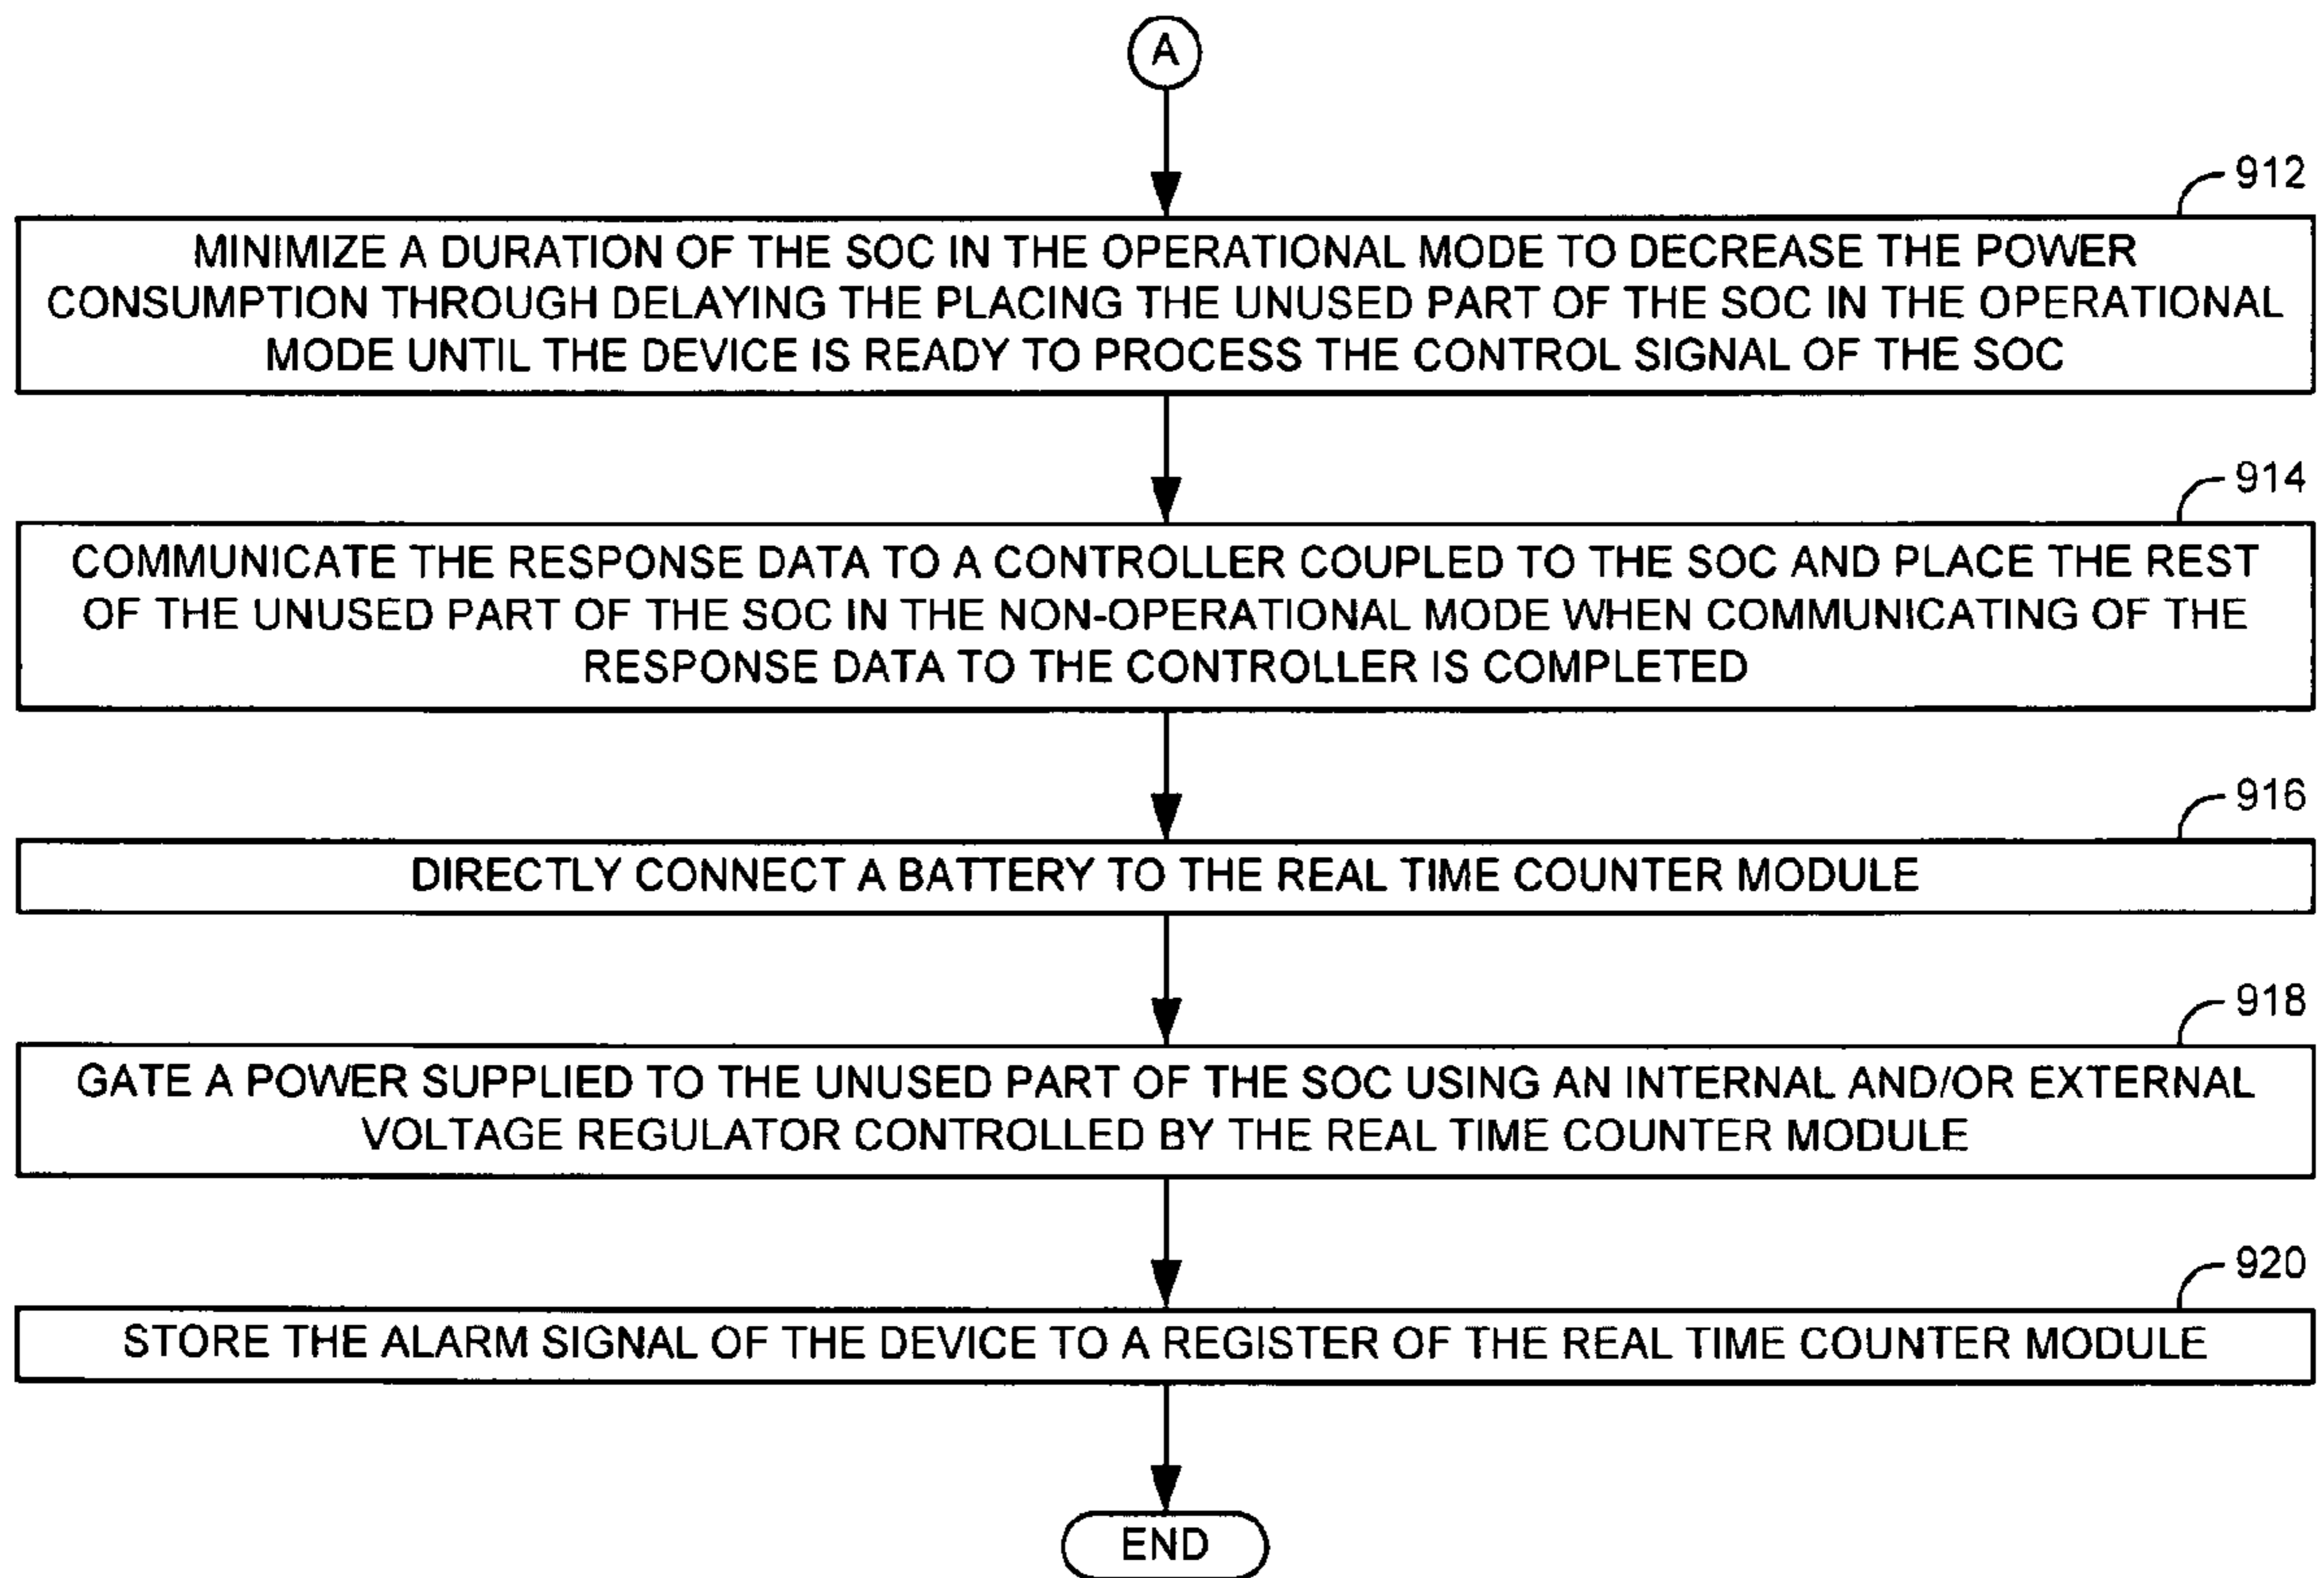 A
912
MINIMIZE A DURATION OF THE SOC IN THE OPERATIONAL MODE TO DECREASE THE POWER
CONSUMPTION THROUGH DELAYING THE PLACING THE UNUSED PART OF THE SOC IN THE OPERATIONAL
MODE UNTIL THE DEVICE IS READY TO PROCESS THE CONTROL SIGNAL OF THE SOC
914
COMMUNICATE THE RESPONSE DATA TO A CONTROLLER COUPLED TO THE SOC AND PLACE THE REST
OF THE UNUSED PART OF THE SOC IN THE NON-OPERATIONAL MODE WHEN COMMUNICATING OF THE
RESPONSE DATA TO THE CONTROLLER IS COMPLETED
916
DIRECTLY CONNECT A BATTERY TO THE REAL TIME COUNTER MODULE
918
GATE A POWER SUPPLIED TO THE UNUSED PART OF THE SOC USING AN INTERNAL AND/OR EXTERNAL
VOLTAGE REGULATOR CONTROLLED BY THE REAL TIME COUNTER MODULE
920
STORE THE ALARM SIGNAL OF THE DEVICE TO A REGISTER OF THE REAL TIME COUNTER MODULE
END